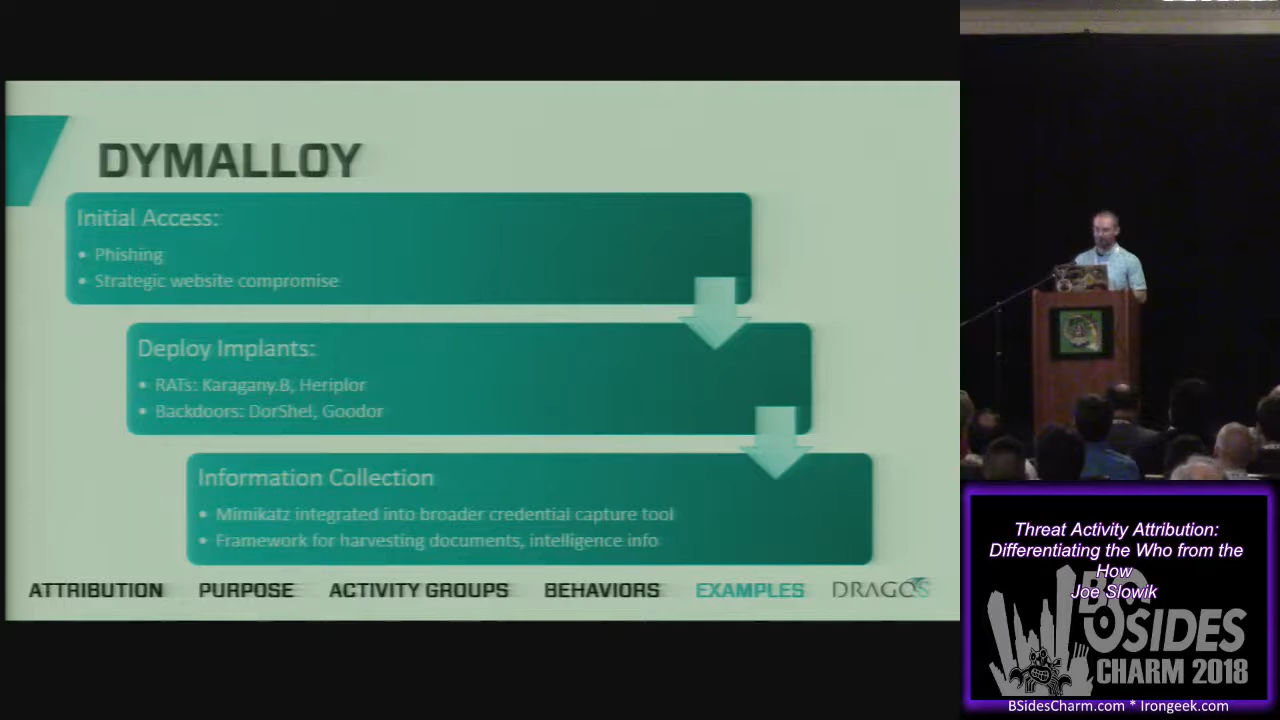 DYMALLOY
Initial Access:
• Phishing
• Strategic website compromise
Deploy Implants:
• RATs: Karagany.B, Heriplor
• Backdoors: DorShel, Goodor
Information Collection
• Mimikatz integrated into broader credential capture tool
• Framework for harvesting documents, intelligence info
ATTRIBUTION PURPOSE ACTIVITY GROUPS BEHAVIORS EXAMPLES DRAGOS
Threat Activity Attribution:
Differentiating the Who from the
How
Joe Slowik
BSIDES
CHARM 2018
BSidesCharm.com * Irongeek.com